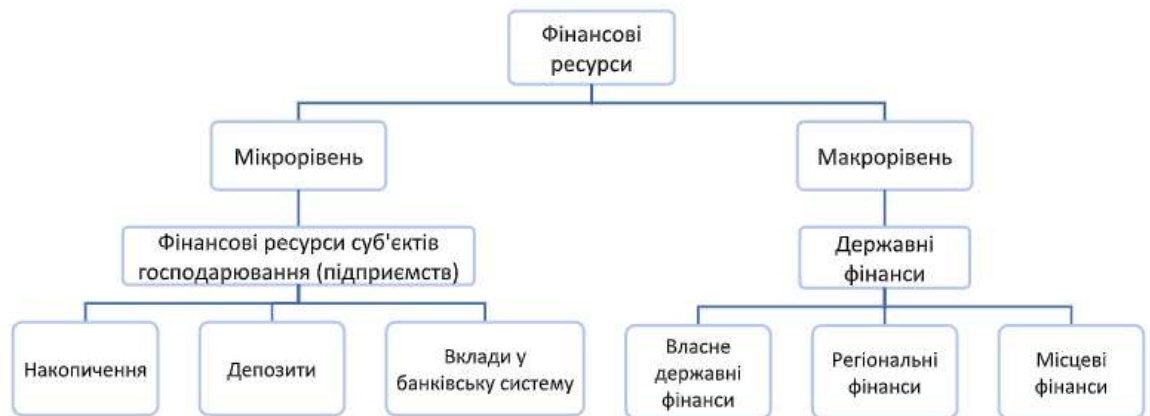 Фінансові
ресурси
Мікрорівень
Макрорівень
Фінансові ресурси суб'єктів
господарювання (підприємств)
Державні
фінанси
Накопичення
Депозити
Вклади у
банківську систему
Власне
державні
фінанси
Регіональні
фінанси
Місцеві
фінанси